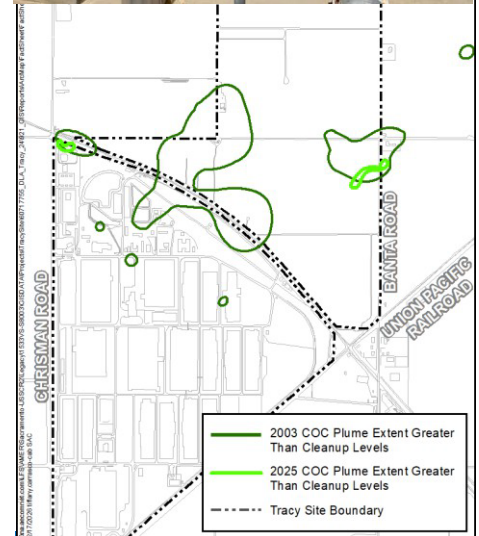 CHRISMAN ROAD
BANTA ROAD
UNION PACIFIC
RAILROAD
2003 COC Plume Extent Greater
Than Cleanup Levels
2025 COC Plume Extent Greater
Than Cleanup Levels
Tracy Site Boundary